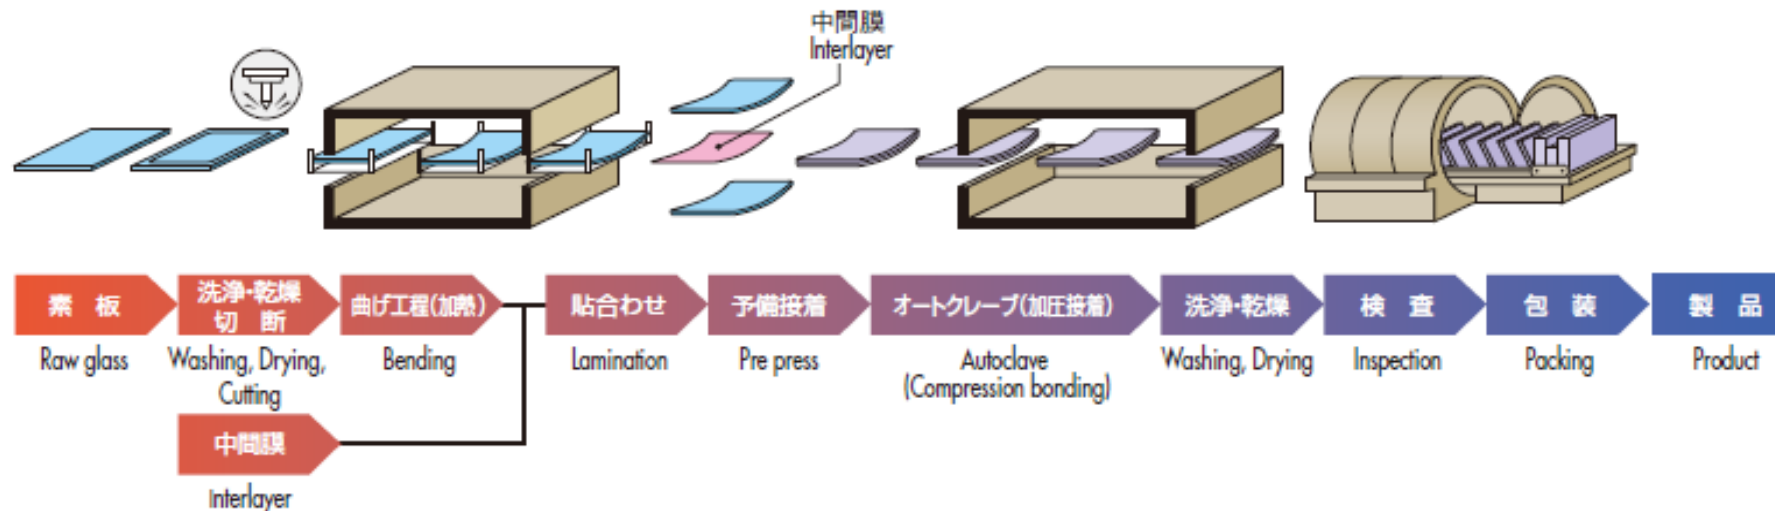 中間膜
Interlayer
素 板
Raw glass
洗浄・乾燥
切 断
Washing, Drying,
Cutting
曲げ工程(加熱)
Bending
貼合わせ
Lamination
予備接着
Pre press
オートクレーブ(加圧接着)
Autoclave
(Compression bonding)
洗浄・乾燥
Washing, Drying
検 査
Inspection
包 装
Packing
製 品
Product
中間膜
Interlayer